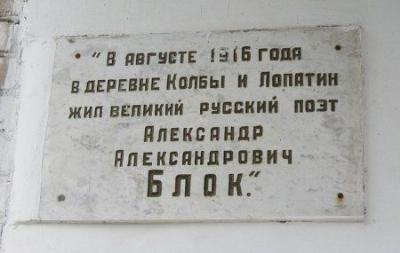 "В августе 1916 года
в деревне Колбы и Лопатин
жил великий русский поэт
Александр
Александрович
Блок."